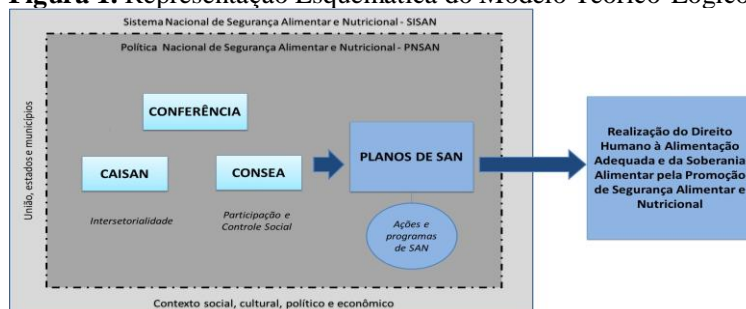 Figura 1. Representação Esquemática do Modelo Teórico-Lógico
Sistema Nacional de Segurança Alimentar e Nutricional - SISAN
Política Nacional de Segurança Alimentar e Nutricional - PNSAN
União, estados e municípios
CONFERÊNCIA
CAISAN
CONSEA
Intersetorialidade
Participação e
Controle Social
PLANOS DE SAN
Ações e
programas
de SAN
Realização do Direito
Humano à Alimentação
Adequada e da Soberania
Alimentar pela Promoção
de Segurança Alimentar e
Nutricional
Contexto social, cultural, político e econômico